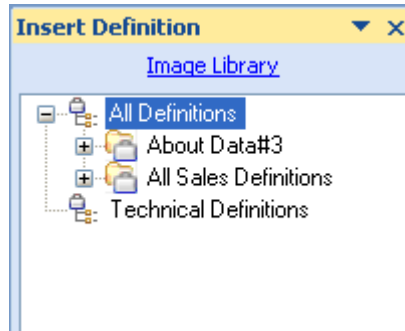 Insert Definition
Image Library
All Definitions
About Data#3
All Sales Definitions
Technical Definitions